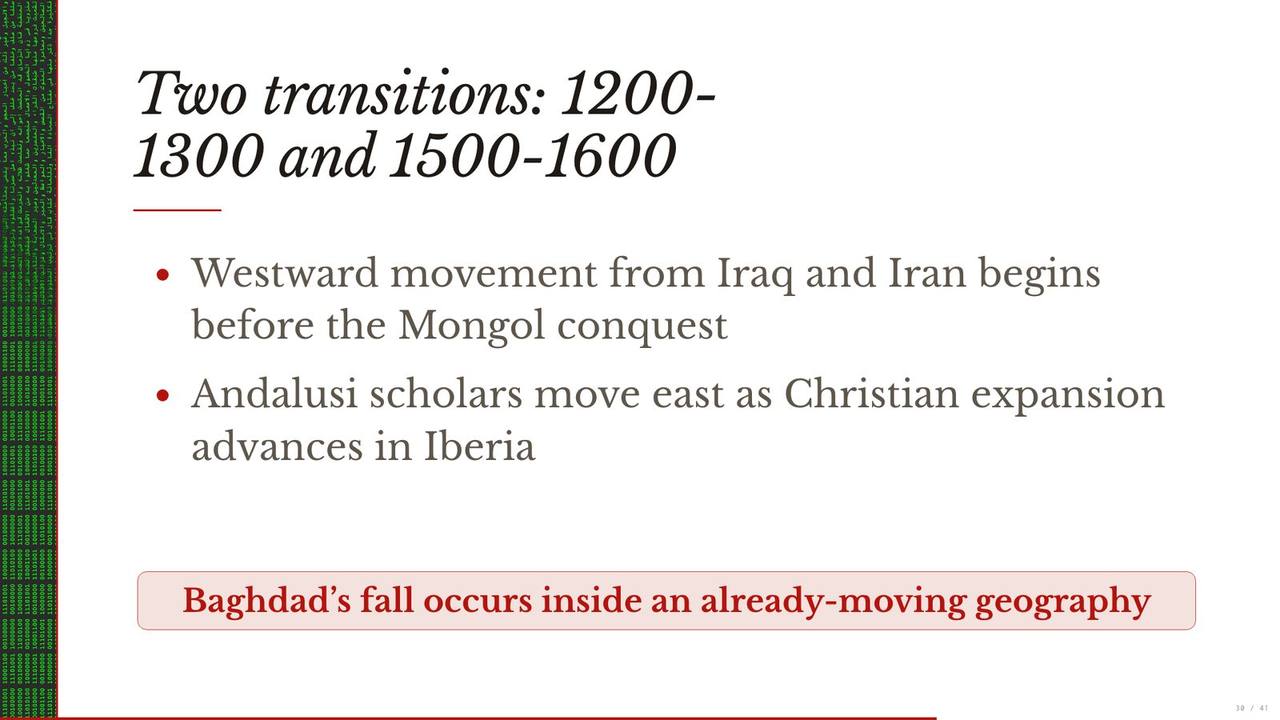 Two transitions: 1200-
1300 and 1500-1600
• Westward movement from Iraq and Iran begins
before the Mongol conquest
• Andalusi scholars move east as Christian expansion
advances in Iberia
Baghdad’s fall occurs inside an already-moving geography
30 / 41